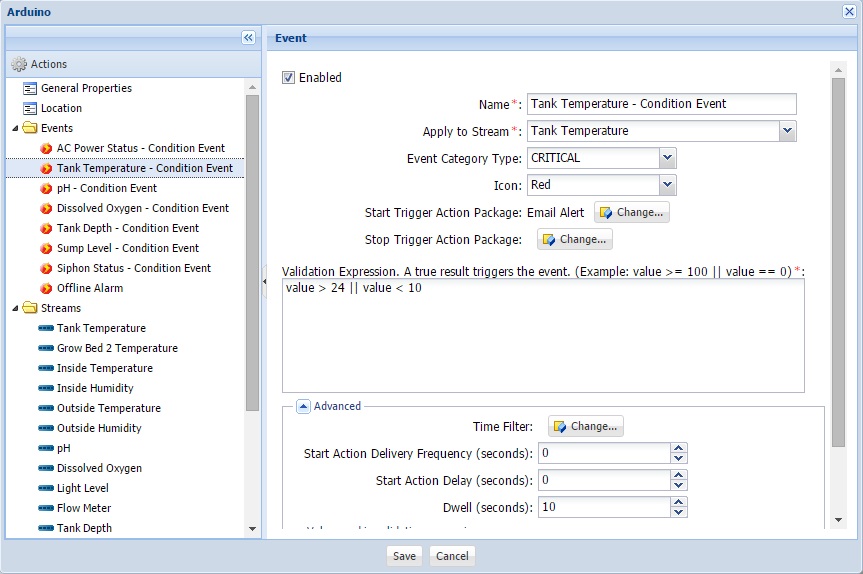 Arduino
Actions
General Properties
Location
Events
AC Power Status - Condition Event
Tank Temperature - Condition Event
pH - Condition Event
Dissolved Oxygen - Condition Event
Tank Depth - Condition Event
Sump Level - Condition Event
Siphon Status - Condition Event
Offline Alarm
Streams
Tank Temperature
Grow Bed 2 Temperature
Inside Temperature
Inside Humidity
Outside Temperature
Outside Humidity
pH
Dissolved Oxygen
Light Level
Flow Meter
Tank Depth
Event
Enabled
Name*: Tank Temperature - Condition Event
Apply to Stream*: Tank Temperature
Event Category Type: CRITICAL
Icon: Red
Start Trigger Action Package: Email Alert Change...
Stop Trigger Action Package: Change...
Validation Expression. A true result triggers the event. (Example: value >= 100 || value == 0)*:
value > 24 || value < 10
Advanced
Time Filter: Change...
Start Action Delivery Frequency (seconds): 0
Start Action Delay (seconds): 0
Dwell (seconds): 10
Save Cancel